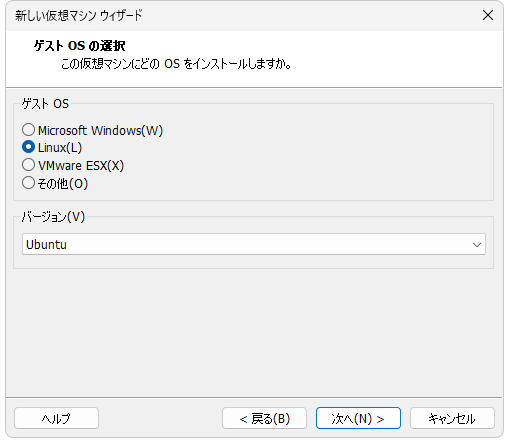 新しい仮想マシン ウィザード
ゲスト OS の選択
この仮想マシンにどの OS をインストールしますか。
ゲスト OS
Microsoft Windows(W)
Linux(L)
VMware ESX(X)
その他(O)
バージョン(V)
Ubuntu
ヘルプ
< 戻る(B)
次へ(N) >
キャンセル